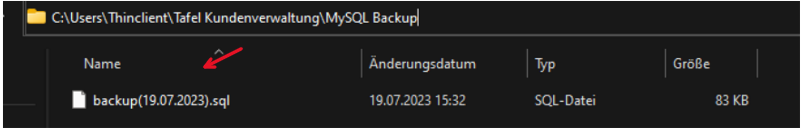 C:\Users\Thinclient\Tafel Kundenverwaltung\MySQL Backup
Name Änderungsdatum Typ Größe
backup(19.07.2023).sql 19.07.2023 15:32 SQL-Datei 83 KB